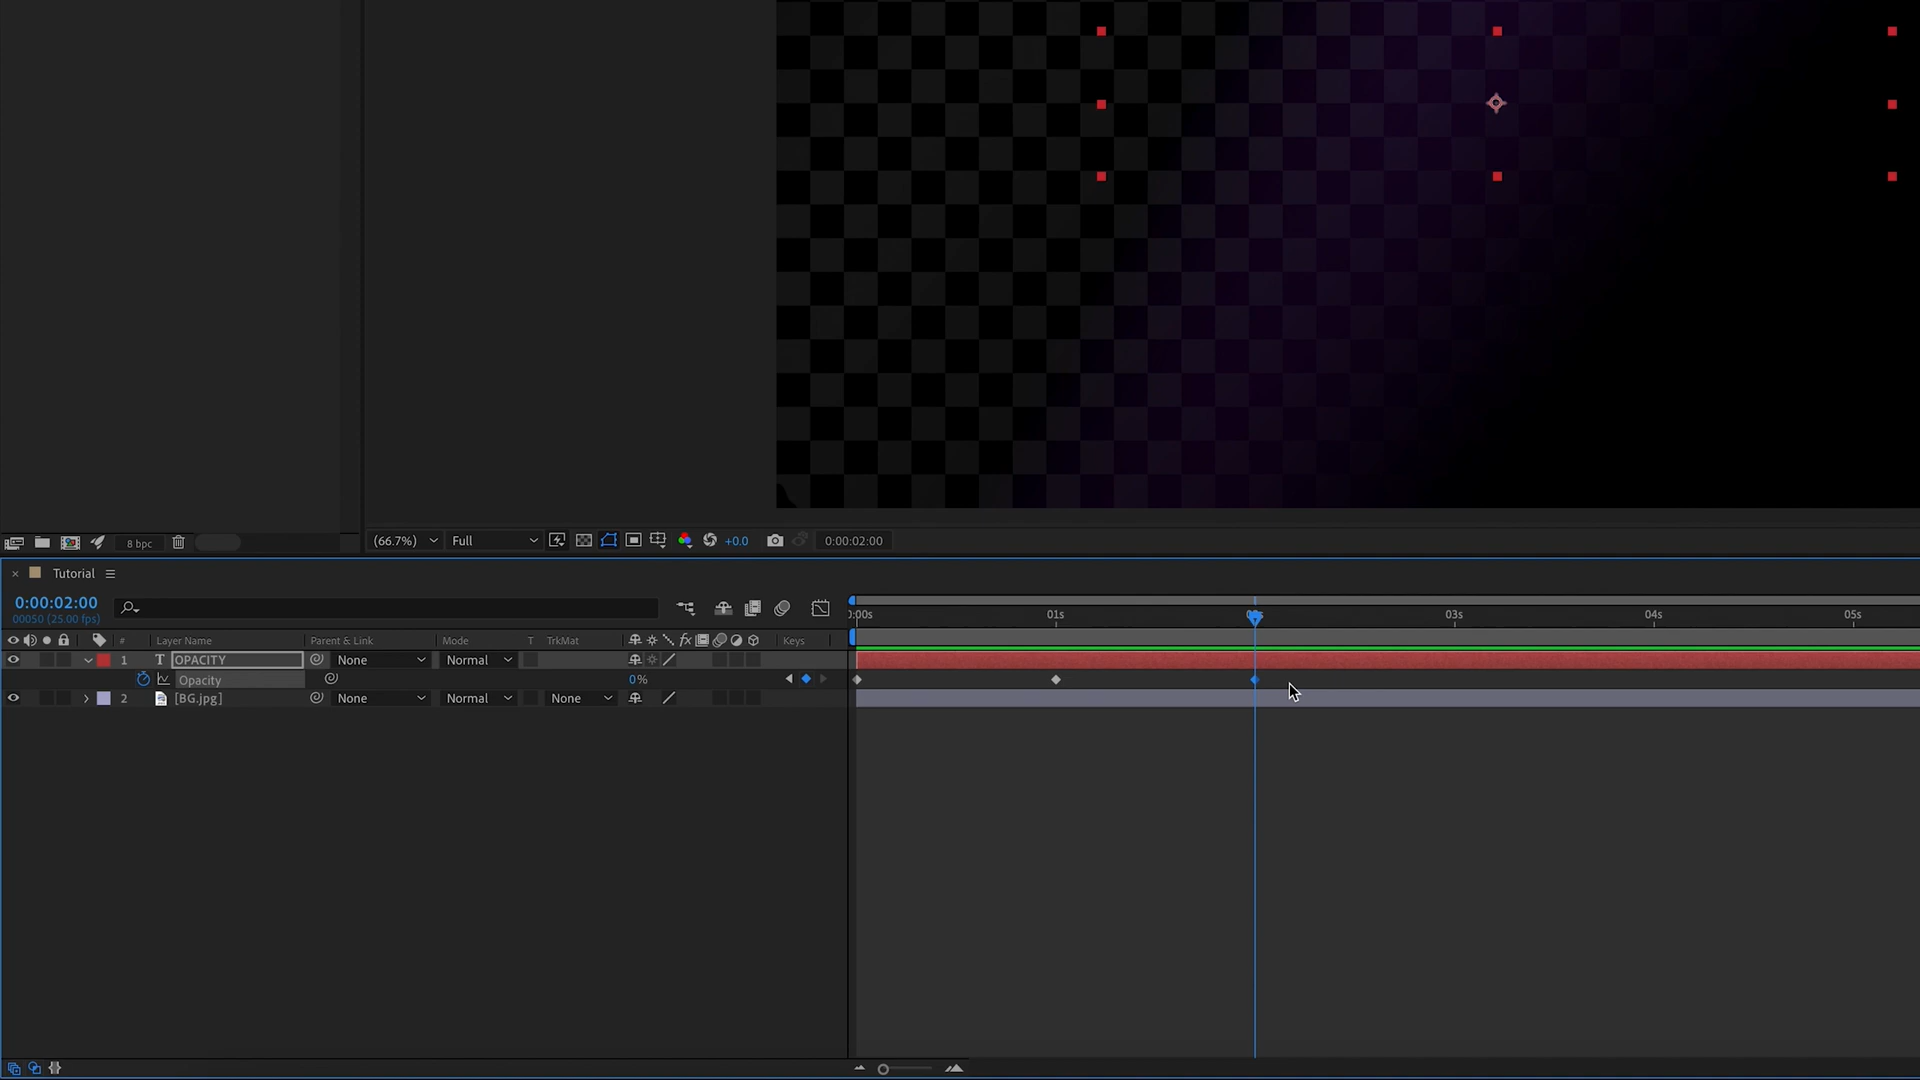 8 bpc
(66.7%) Full +0.0 0:00:02:00
Tutorial
0:00:02:00
00050 (25.00 fps)
:00s 01s 03s 04s 05s
# Layer Name Parent & Link Mode T TrkMat fx Keys
1 T OPACITY None Normal
Opacity 0%
2 [BG.jpg] None Normal None